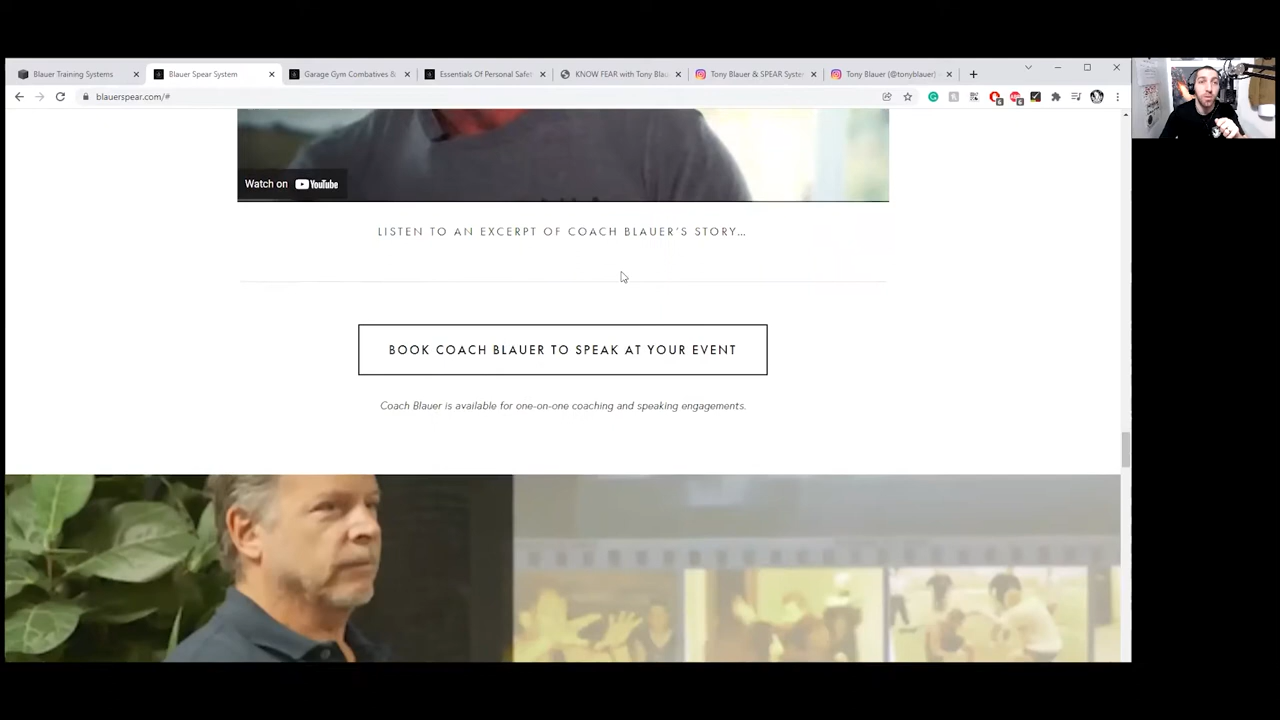 Blauer Training Systems
Blauer Spear System
Garage Gym Combatives &
Essentials Of Personal Safet
KNOW FEAR with Tony Blau
Tony Blauer & SPEAR Syste
Tony Blauer (@tonyblauer) 
blauerspear.com/#
Watch on YouTube
LISTEN TO AN EXCERPT OF COACH BLAUER'S STORY…
BOOK COACH BLAUER TO SPEAK AT YOUR EVENT
Coach Blauer is available for one-on-one coaching and speaking engagements.